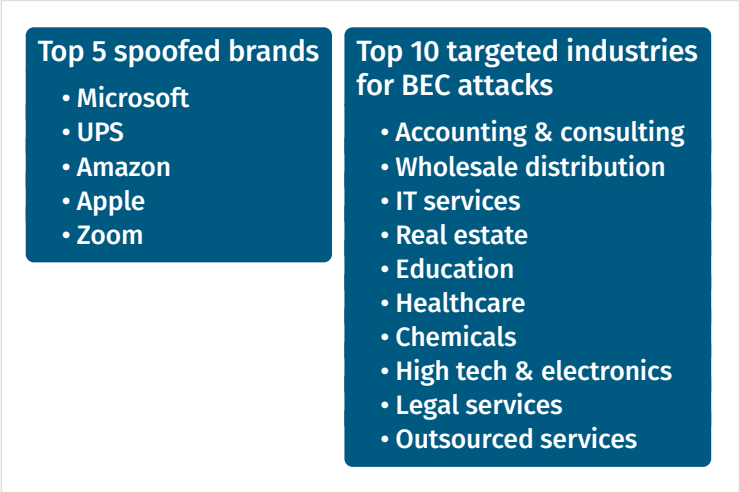 Top 5 spoofed brands
• Microsoft
• UPS
• Amazon
• Apple
• Zoom
Top 10 targeted industries
for BEC attacks
• Accounting & consulting
• Wholesale distribution
• IT services
• Real estate
• Education
• Healthcare
• Chemicals
• High tech & electronics
• Legal services
• Outsourced services